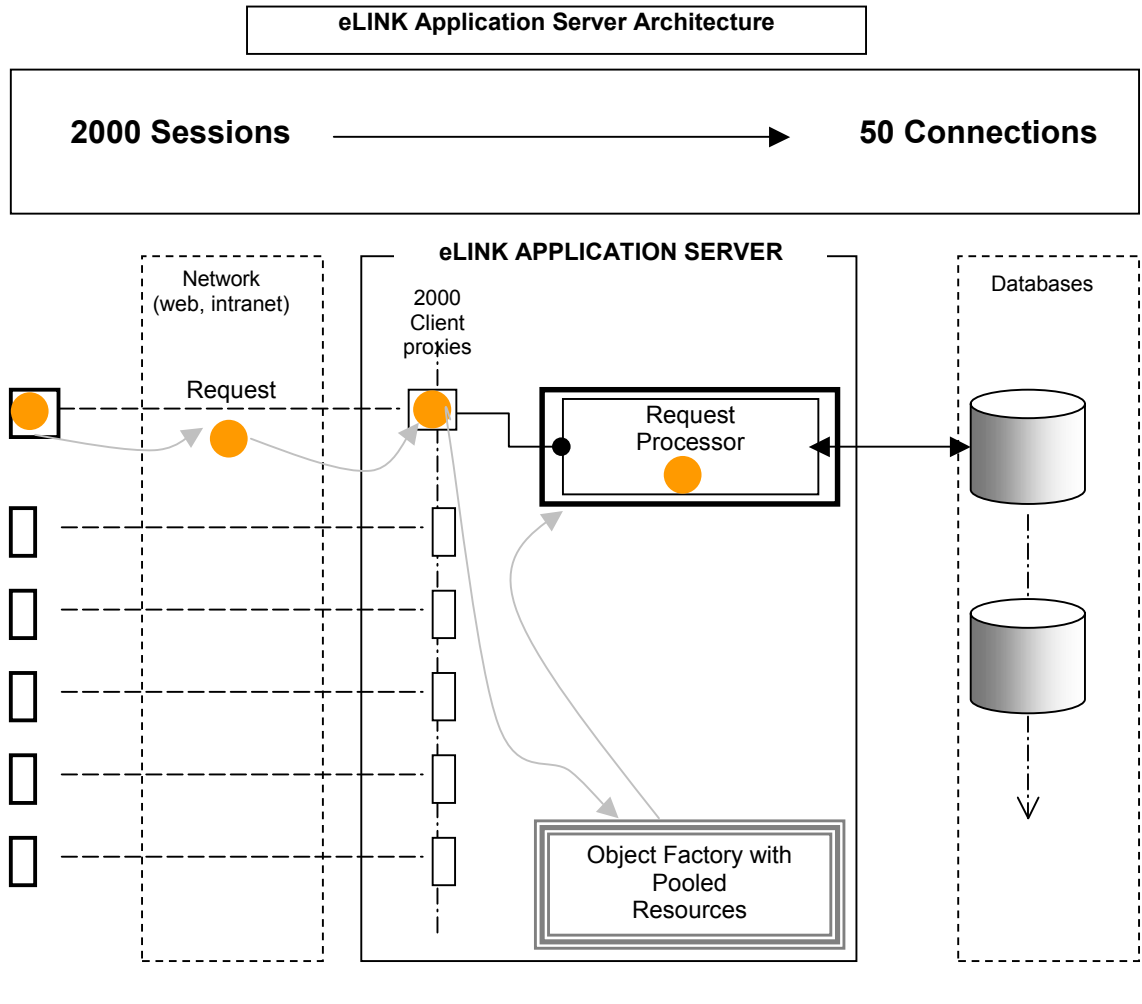 eLINK Application Server Architecture
2000 Sessions
50 Connections
eLINK APPLICATION SERVER
Network
(web, intranet)
2000
Client
proxies
Databases
Request
Request
Processor
Object Factory with
Pooled
Resources